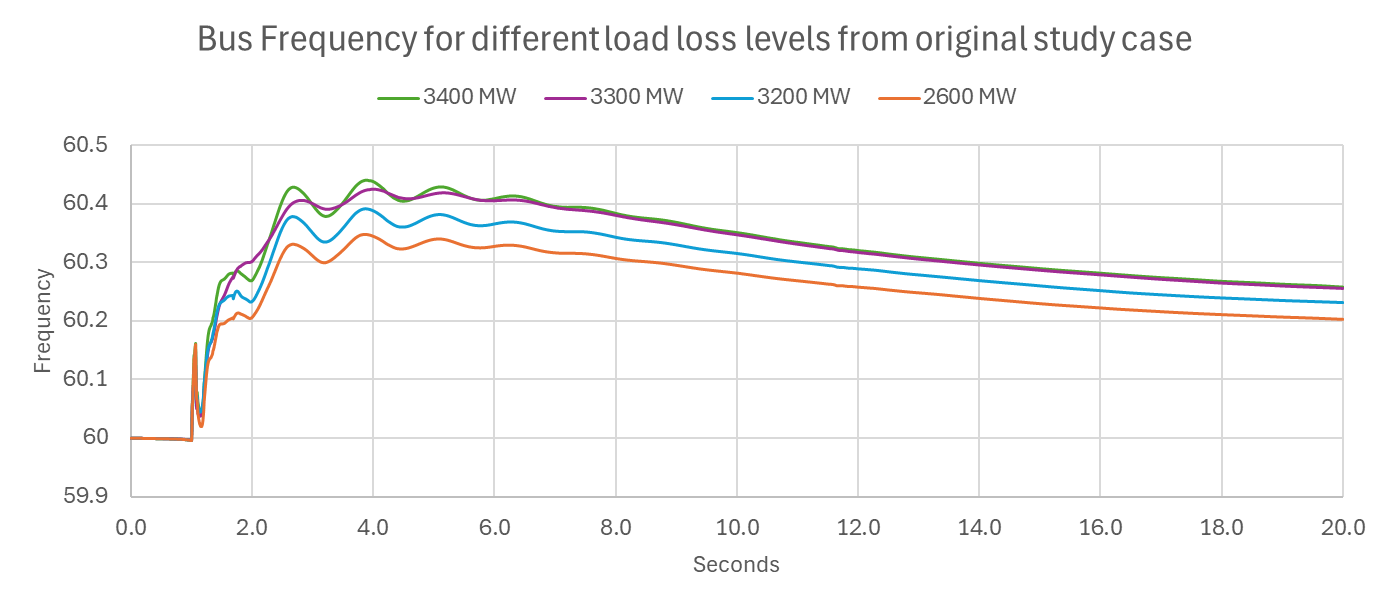 Bus Frequency for different load loss levels from original study case
3400 MW 3300 MW 3200 MW 2600 MW
60.5
60.4
60.3
60.2
60.1
60
59.9
Frequency
0.0 2.0 4.0 6.0 8.0 10.0 12.0 14.0 16.0 18.0 20.0
Seconds